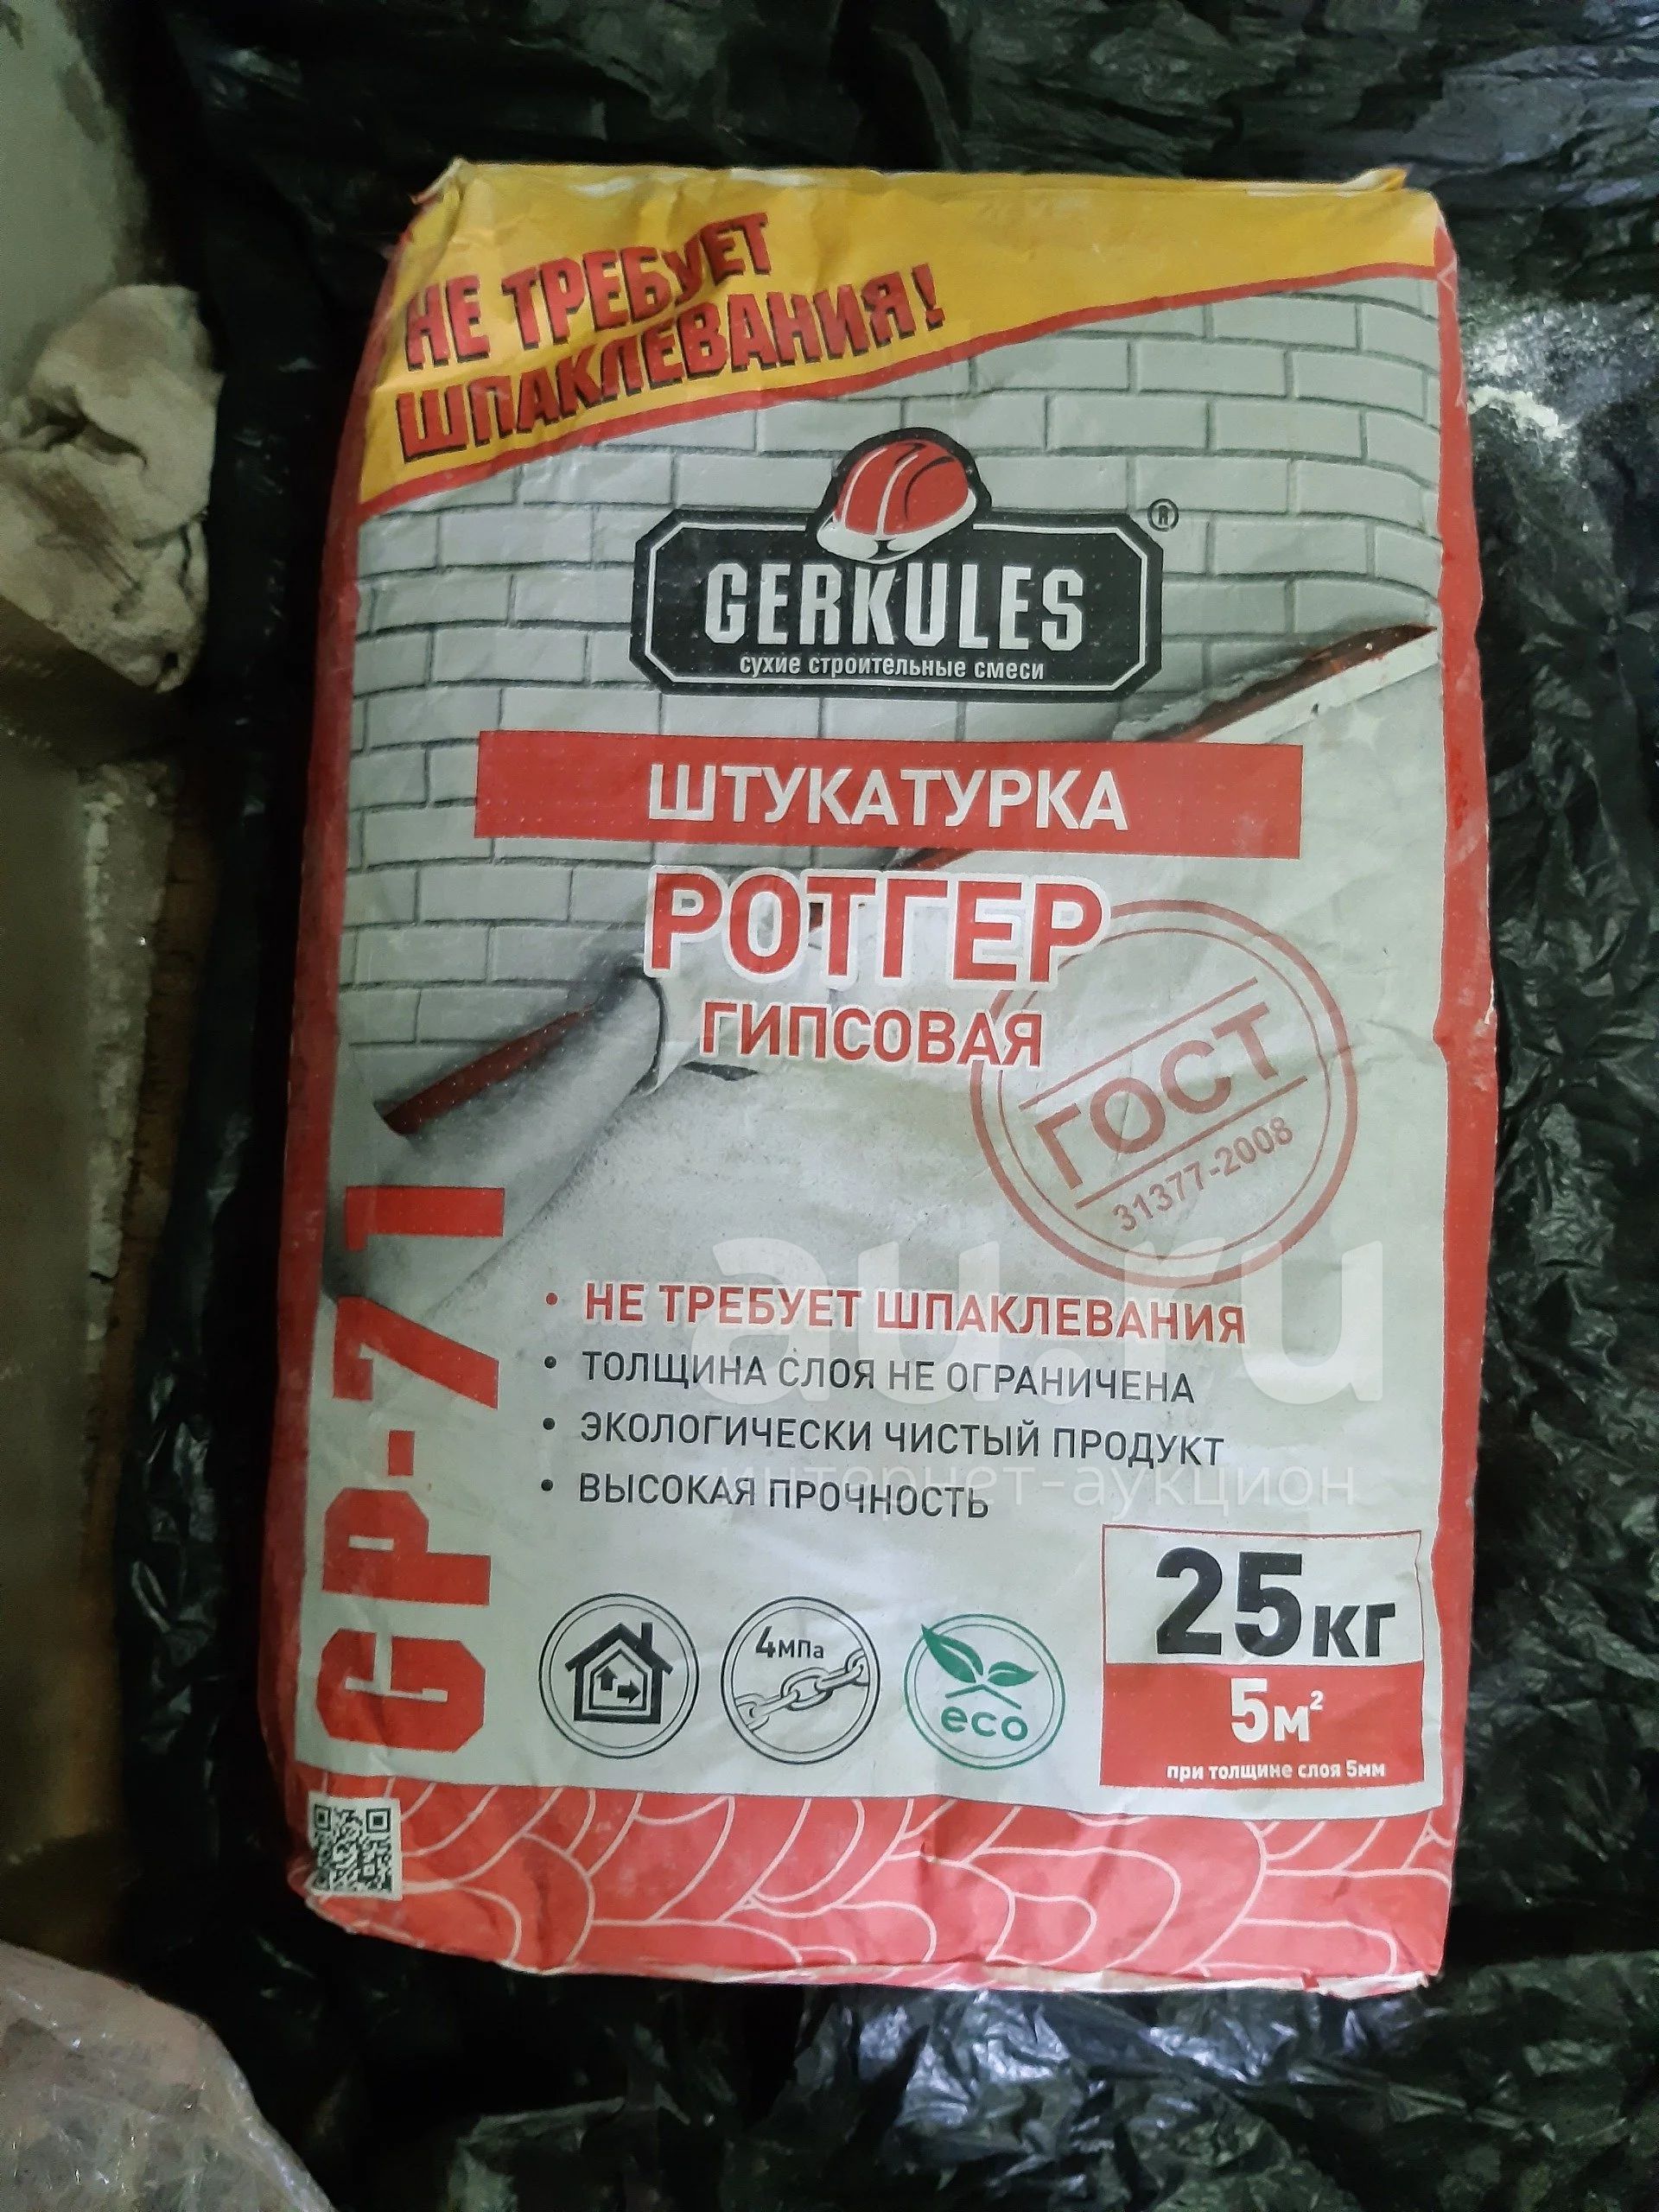 НЕ ТРЕБУЕТ
ШПАКЛЕВАНИЯ!
®
GERKULES
сухие строительные смеси
ШТУКАТУРКА
РОТГЕР
ГИПСОВАЯ
ГОСТ
31377-2008
GP-71
• НЕ ТРЕБУЕТ ШПАКЛЕВАНИЯ
• ТОЛЩИНА СЛОЯ НЕ ОГРАНИЧЕНА
• ЭКОЛОГИЧЕСКИ ЧИСТЫЙ ПРОДУКТ
• ВЫСОКАЯ ПРОЧНОСТЬ
au.ru
интернет-аукцион
4МПа
eco
25кг
5м²
при толщине слоя 5мм